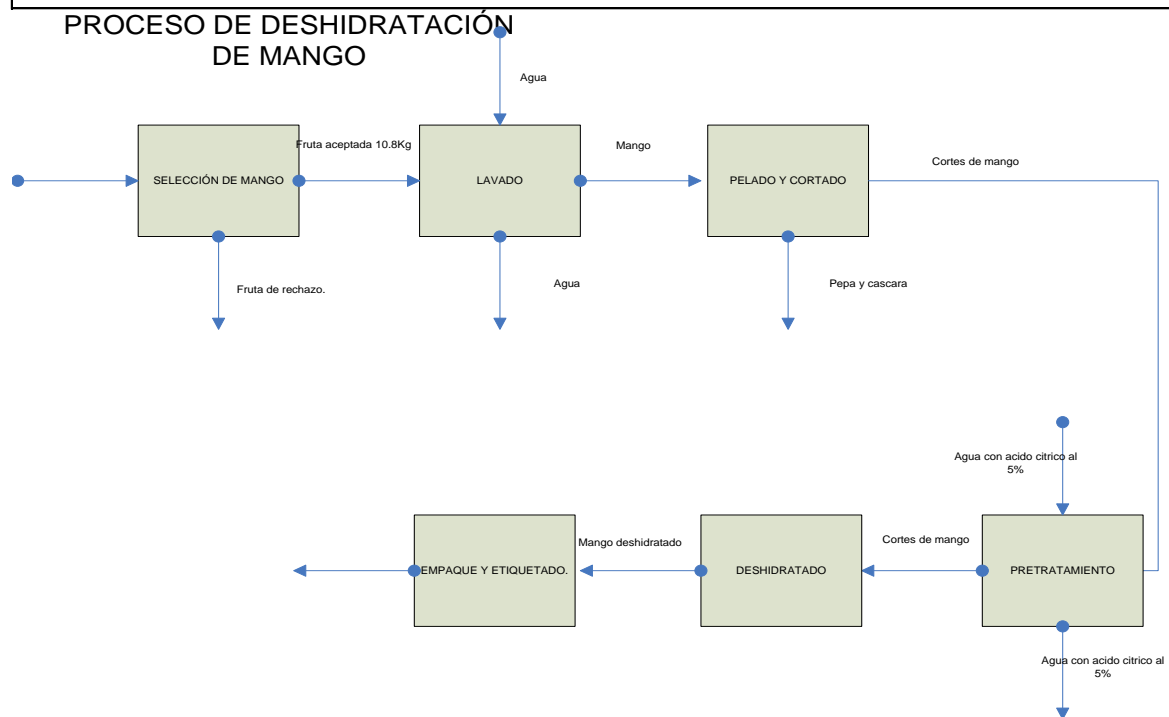 PROCESO DE DESHIDRATACIÓN
DE MANGO
Agua
Fruta aceptada 10.8Kg
Mango
Cortes de mango
SELECCIÓN DE MANGO
LAVADO
PELADO Y CORTADO
Fruta de rechazo.
Agua
Pepa y cascara
Agua con acido citrico al
5%
Mango deshidratado
Cortes de mango
EMPAQUE Y ETIQUETADO.
DESHIDRATADO
PRETRATAMIENTO
Agua con acido citrico al
5%